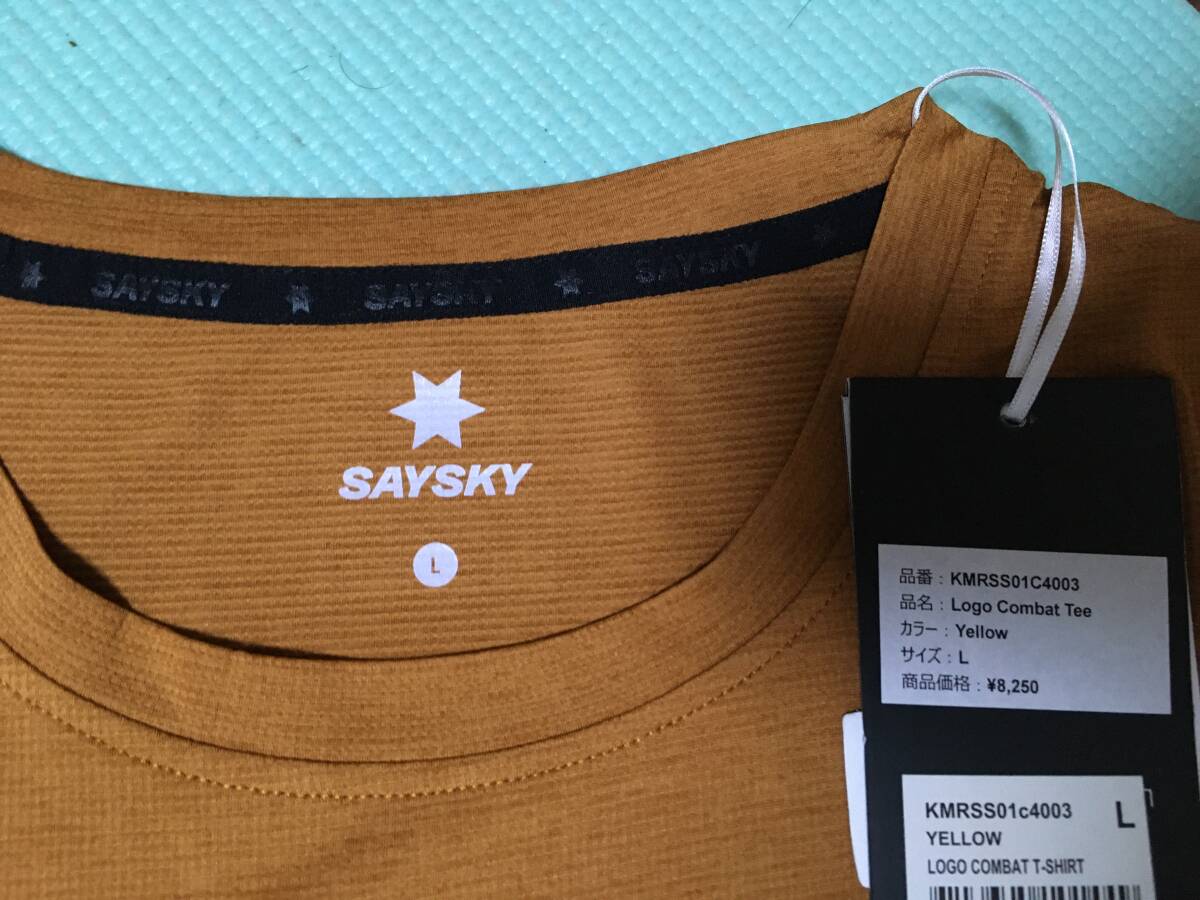 SAYSKY SAYSKY SAYSKY
SAYSKY
L
品番：KMRSS01C4003
品名：Logo Combat Tee
カラー：Yellow
サイズ：L
商品価格：¥8,250
KMRSS01c4003 L
YELLOW
LOGO COMBAT T-SHIRT